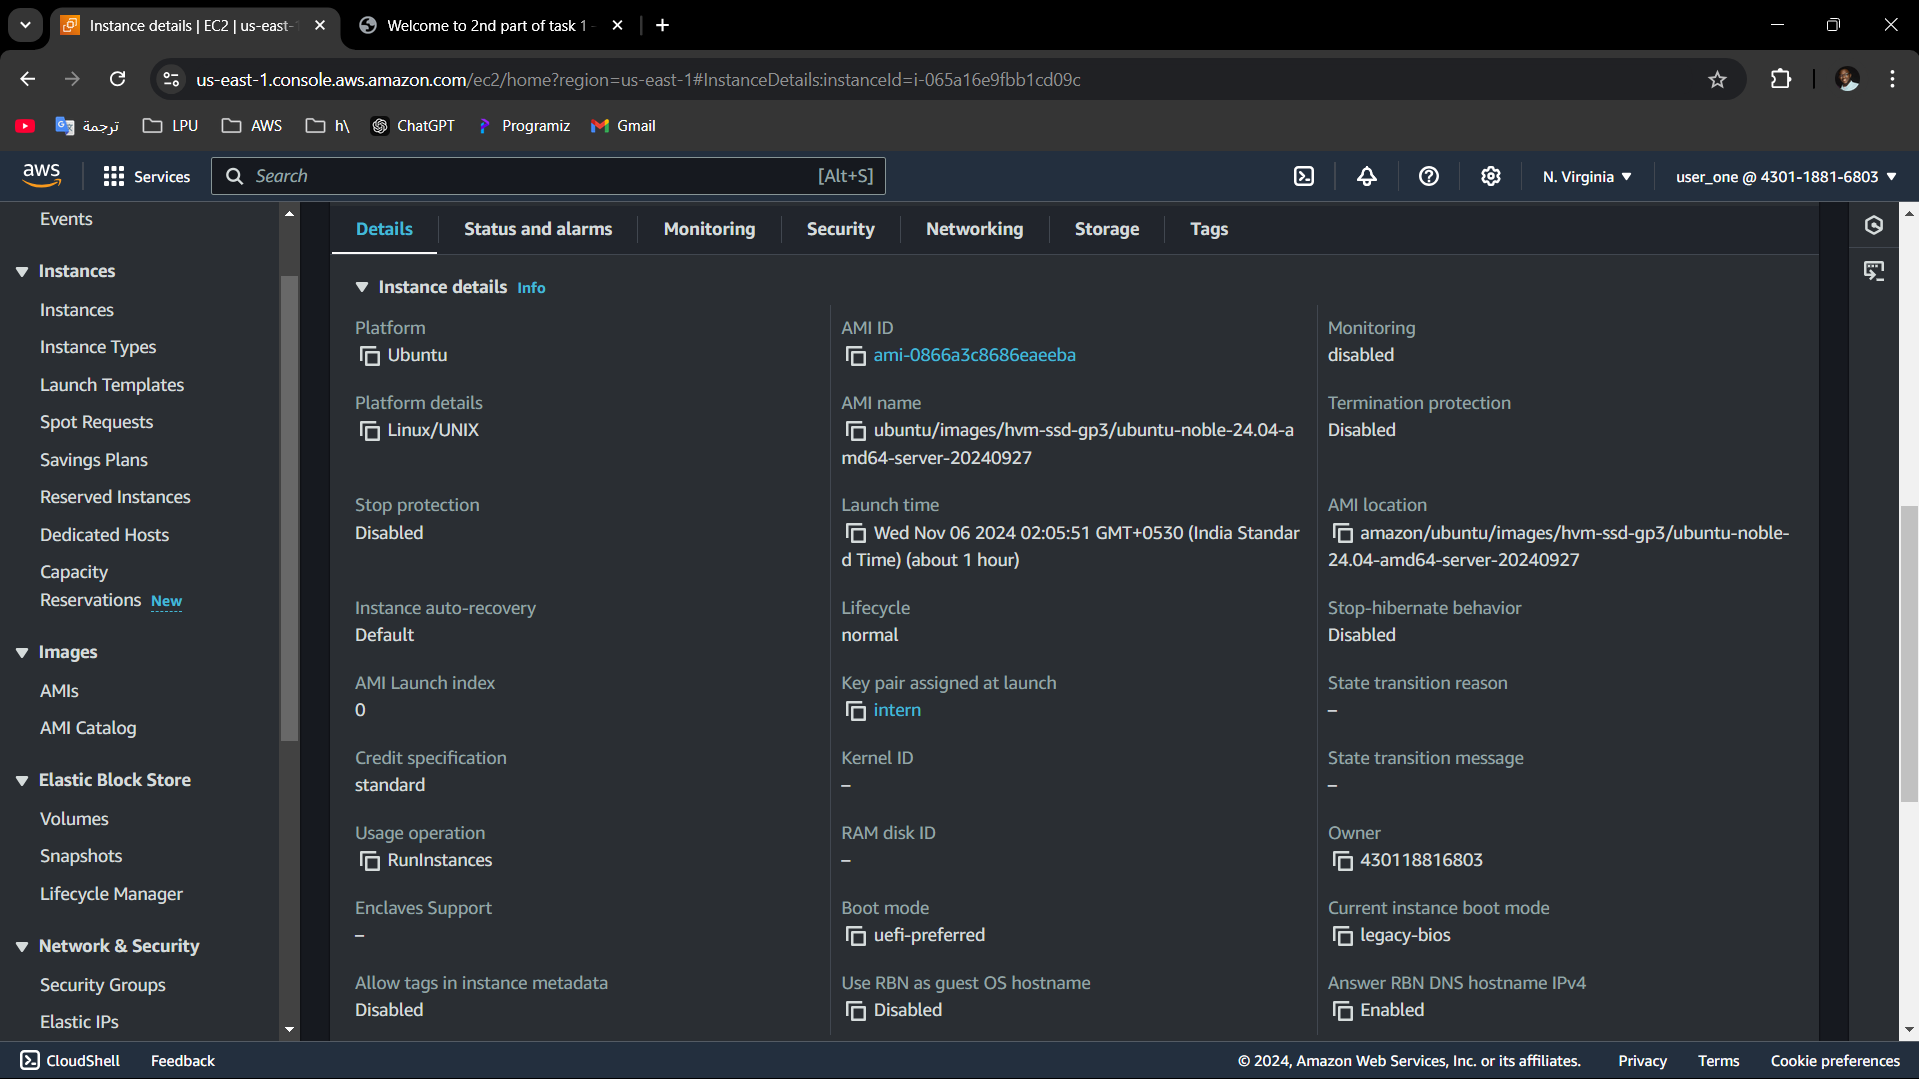 Instance details | EC2 | us-east-1
Welcome to 2nd part of task 1 -
us-east-1.console.aws.amazon.com/ec2/home?region=us-east-1#InstanceDetails:instanceId=i-065a16e9fbb1cd09c
ترجمة
LPU
AWS
h\
ChatGPT
Programiz
Gmail
aws
Services
Search
[Alt+S]
N. Virginia
user_one @ 4301-1881-6803
Events
Instances
Instances
Instance Types
Launch Templates
Spot Requests
Savings Plans
Reserved Instances
Dedicated Hosts
Capacity
Reservations New
Images
AMIs
AMI Catalog
Elastic Block Store
Volumes
Snapshots
Lifecycle Manager
Network & Security
Security Groups
Elastic IPs
Details
Status and alarms
Monitoring
Security
Networking
Storage
Tags
Instance details Info
Platform
Ubuntu
AMI ID
ami-0866a3c8686eaeeba
Monitoring
disabled
Platform details
Linux/UNIX
AMI name
ubuntu/images/hvm-ssd-gp3/ubuntu-noble-24.04-a
md64-server-20240927
Termination protection
Disabled
Stop protection
Disabled
Launch time
Wed Nov 06 2024 02:05:51 GMT+0530 (India Standar
d Time) (about 1 hour)
AMI location
amazon/ubuntu/images/hvm-ssd-gp3/ubuntu-noble-
24.04-amd64-server-20240927
Instance auto-recovery
Default
Lifecycle
normal
Stop-hibernate behavior
Disabled
AMI Launch index
0
Key pair assigned at launch
intern
State transition reason
–
Credit specification
standard
Kernel ID
–
State transition message
–
Usage operation
RunInstances
RAM disk ID
–
Owner
430118816803
Enclaves Support
–
Boot mode
uefi-preferred
Current instance boot mode
legacy-bios
Allow tags in instance metadata
Disabled
Use RBN as guest OS hostname
Disabled
Answer RBN DNS hostname IPv4
Enabled
CloudShell
Feedback
© 2024, Amazon Web Services, Inc. or its affiliates.
Privacy
Terms
Cookie preferences